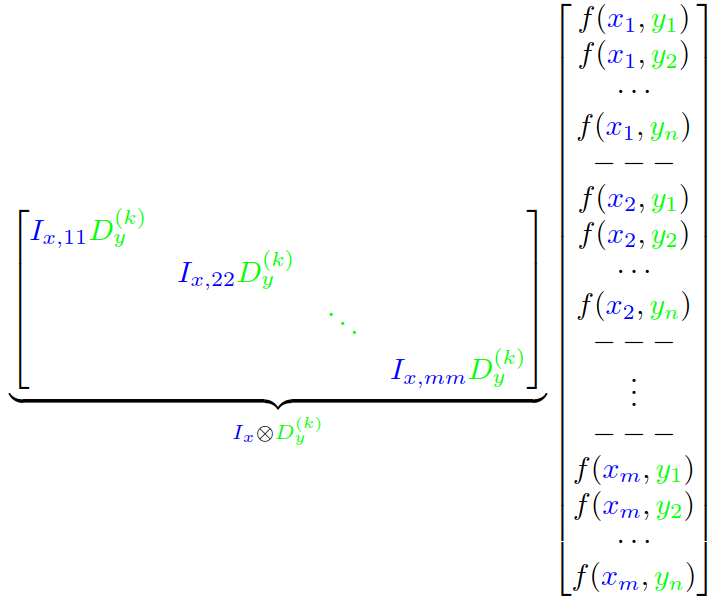 f(x_1, y_1)
f(x_1, y_2)
⋯
f(x_1, y_n)
− − −
f(x_2, y_1)
I_{x,11}D_y^{(k)}
f(x_2, y_2)
I_{x,22}D_y^{(k)}
⋯
f(x_2, y_n)
⋱
− − −
I_{x,mm}D_y^{(k)}
⋮
I_x⊗D_y^{(k)}
− − −
f(x_m, y_1)
f(x_m, y_2)
⋯
f(x_m, y_n)